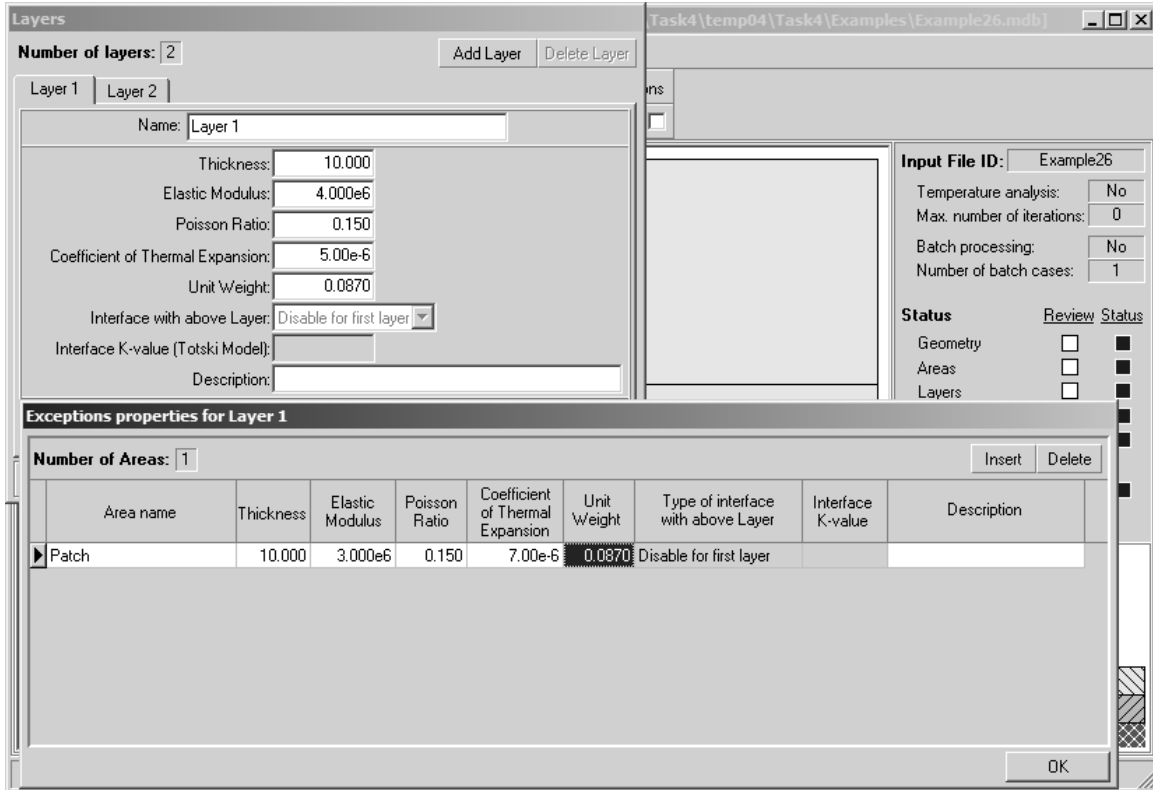 Layers
\Task4\temp04\Task4\Examples\Example26.mdb]
Number of layers: 2
Add Layer
Delete Layer
Layer 1
Layer 2
Name: Layer 1
Thickness: 10.000
Elastic Modulus: 4.000e6
Poisson Ratio: 0.150
Coefficient of Thermal Expansion: 5.00e-6
Unit Weight: 0.0870
Interface with above Layer: Disable for first layer
Interface K-value (Totski Model):
Description:
Input File ID: Example26
Temperature analysis: No
Max. number of iterations: 0
Batch processing: No
Number of batch cases: 1
Status Review Status
Geometry
Areas
Layers
Exceptions properties for Layer 1
Number of Areas: 1
Insert
Delete
Area name
Thickness
Elastic
Modulus
Poisson
Ratio
Coefficient
of Thermal
Expansion
Unit
Weight
Type of interface
with above Layer
Interface
K-value
Description
Patch 10.000 3.000e6 0.150 7.00e-6 0.0870 Disable for first layer
OK